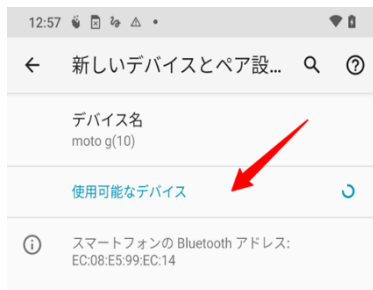 12:57
新しいデバイスとペア設...
デバイス名
moto g(10)
使用可能なデバイス
スマートフォンの Bluetooth アドレス:
EC:08:E5:99:EC:14